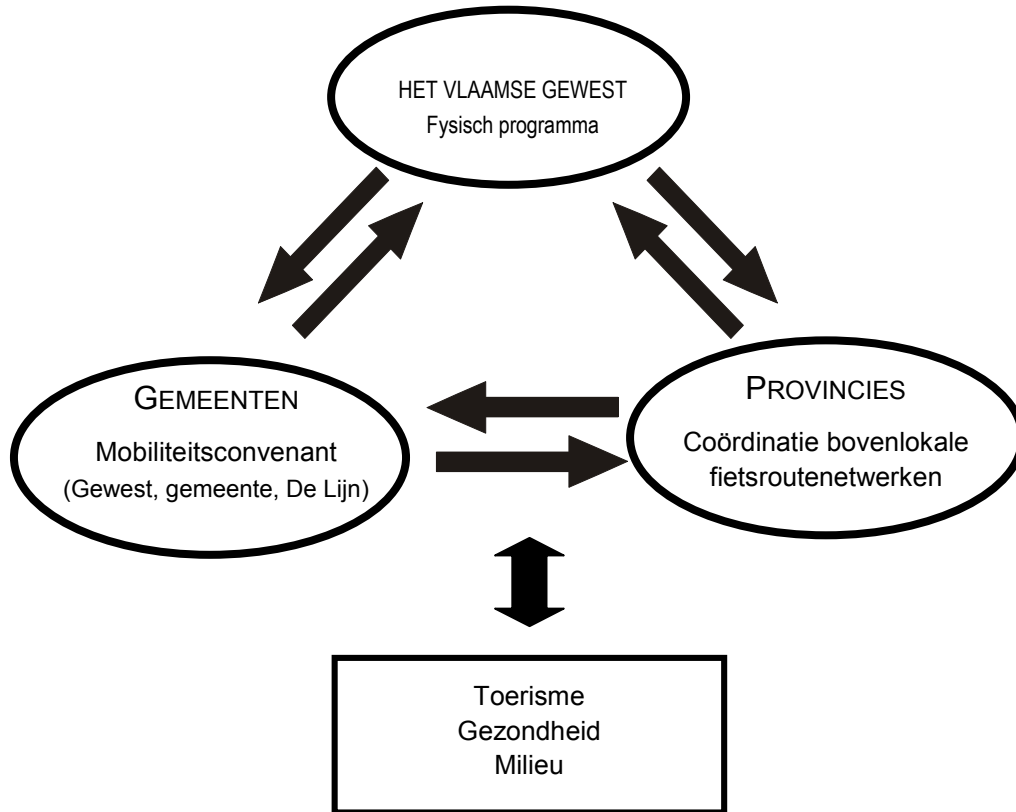 HET VLAAMSE GEWEST
Fysisch programma
GEMEENTEN
Mobiliteitsconvenant
(Gewest, gemeente, De Lijn)
PROVINCIES
Coördinatie bovenlokale
fietsroutenetwerken
Toerisme
Gezondheid
Milieu